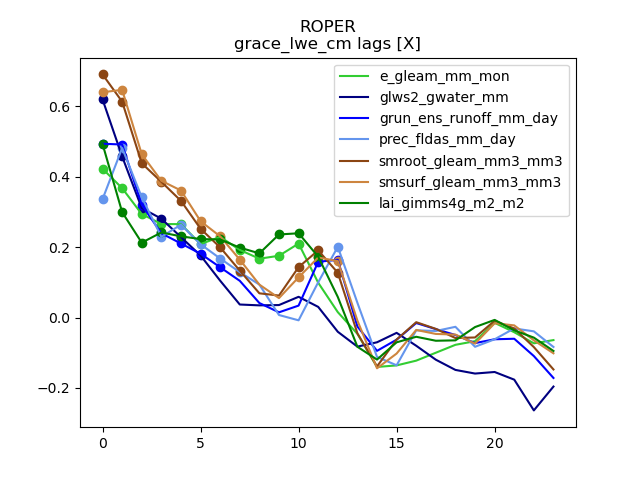 ROPER
grace_lwe_cm lags [X]
e_gleam_mm_mon
glws2_gwater_mm
grun_ens_runoff_mm_day
prec_fldas_mm_day
smroot_gleam_mm3_mm3
smsurf_gleam_mm3_mm3
lai_gimms4g_m2_m2
0.6
0.4
0.2
0.0
−0.2
0 5 10 15 20